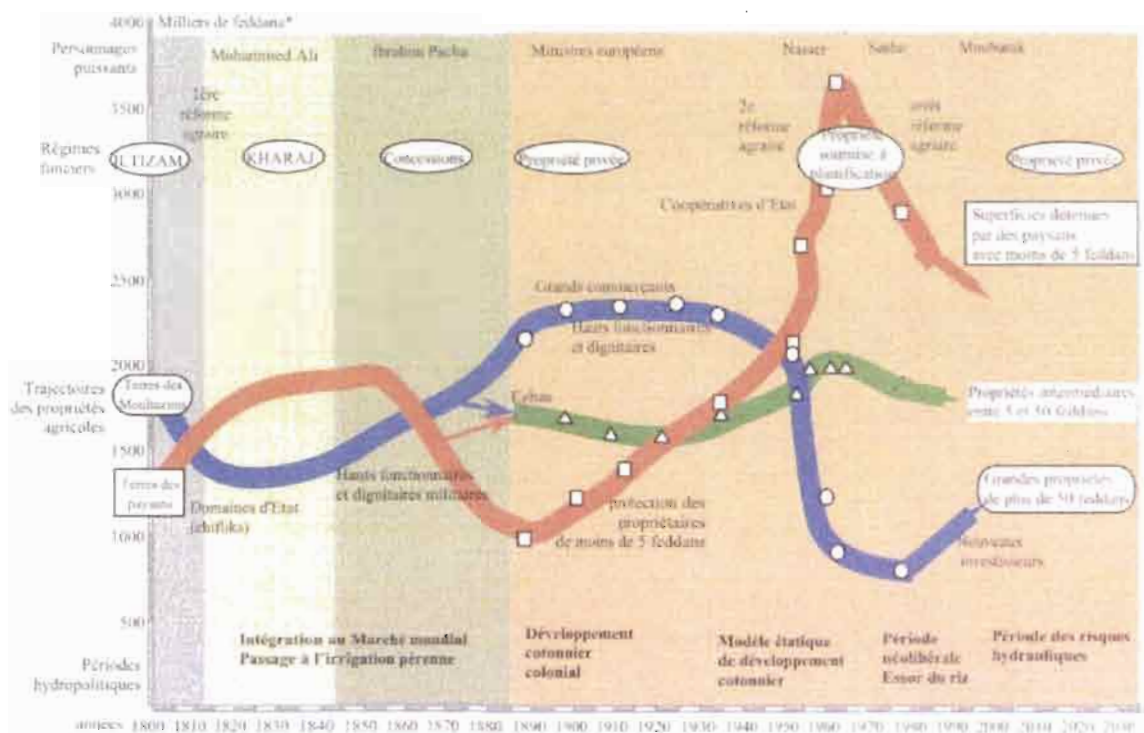 4000
Milliers de feddans*
Personnages
puissants
Mohammed Ali
Ibrahim Pacha
Ministres européens
Nasser
Sadat
Moubarak
3500
1ère
réforme
agraire
2e
réforme
agraire
réforme
agraire
Régimes
fonciers
ILTIZAM
KHARAJ
Concessions
Propriété privée
Propriété
soumise à
planification
Propriété privée
3000
Coopératives d'Etat
Superficies détenues
par des paysans
avec moins de 5 feddans
2500
Grands commerçants
Hauts fonctionnaires
et dignitaires
2000
Trajectoires
des propriétés
agricoles
Terres des
Propriétés intermédiaires
entre 5 et 50 feddans
1500
Terres des
paysans
Hauts fonctionnaires
et dignitaires militaires
Domaines d'Etat
protection des
propriétaires
de moins de 5 feddans
Grandes propriétés
de plus de 50 feddans
1000
Nouveaux
investisseurs
500
Intégration au Marché mondial
Passage à l'irrigation pérenne
Développement
cotonnier
colonial
Modèle étatique
de développement
cotonnier
Période
néolibérale
Essor du riz
Période des risques
hydrauliques
Périodes
hydropolitiques
années 1800 1810 1820 1830 1840 1850 1860 1870 1880 1890 1900 1910 1920 1930 1940 1950 1960 1970 1980 1990 2000 2010 2020 2030